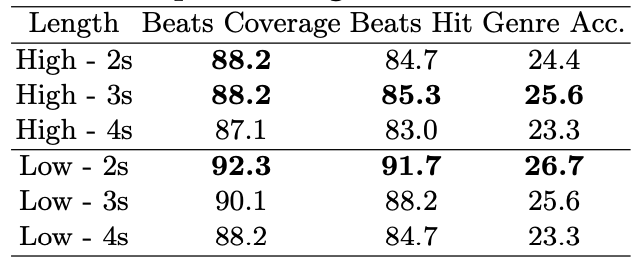 Length Beats Coverage Beats Hit Genre Acc.
High - 2s 88.2 84.7 24.4
High - 3s 88.2 85.3 25.6
High - 4s 87.1 83.0 23.3
Low - 2s 92.3 91.7 26.7
Low - 3s 90.1 88.2 25.6
Low - 4s 88.2 84.7 23.3